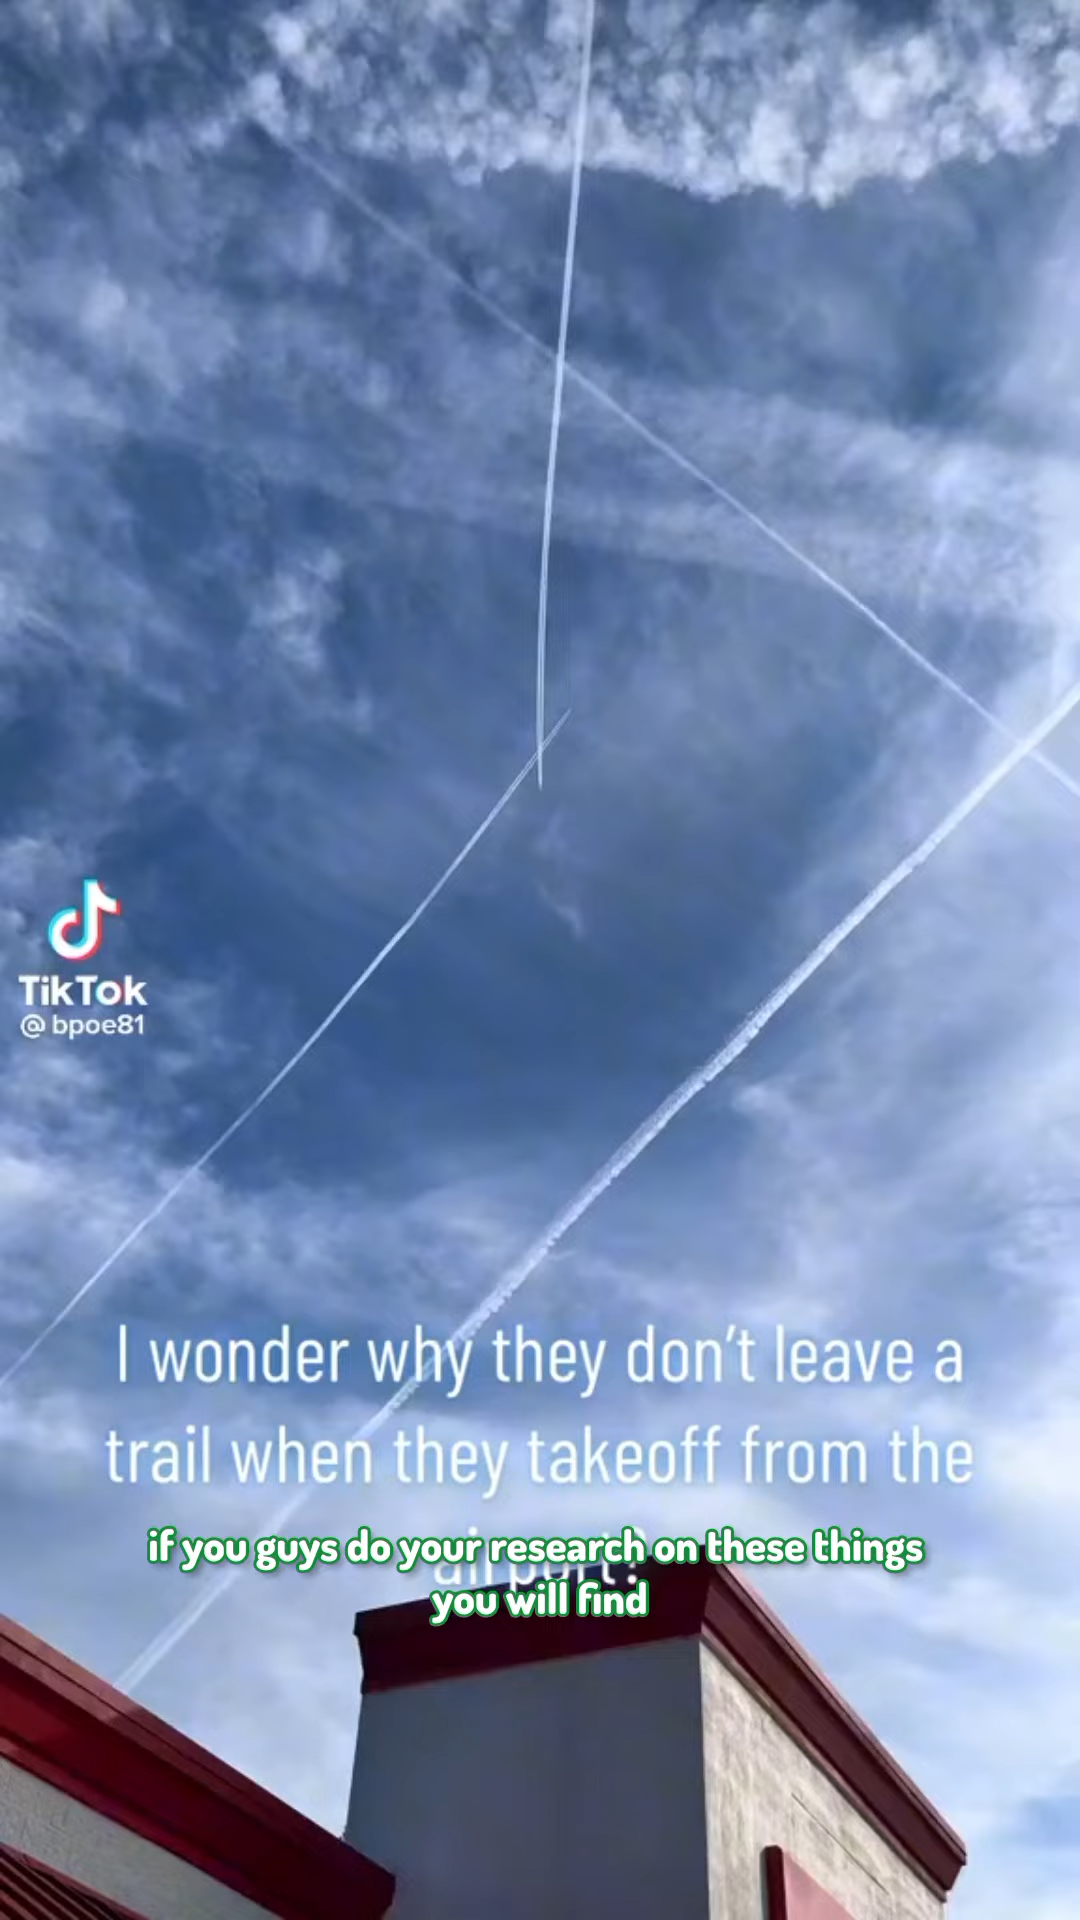 TikTok
@ bpoe81
I wonder why they don't leave a
trail when they takeoff from the
airport?
if you guys do your research on these things
you will find